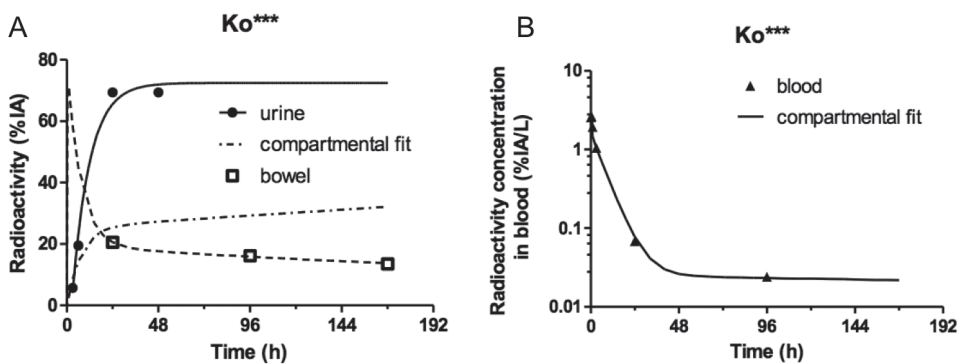 A
Ko***
Radioactivity (%IA)
80
60
40
20
0
urine
compartmental fit
bowel
0 48 96 144 192
Time (h)
B
Ko***
Radioactivity concentration
in blood (%IA/L)
10
1
0.1
0.01
blood
compartmental fit
0 48 96 144 192
Time (h)